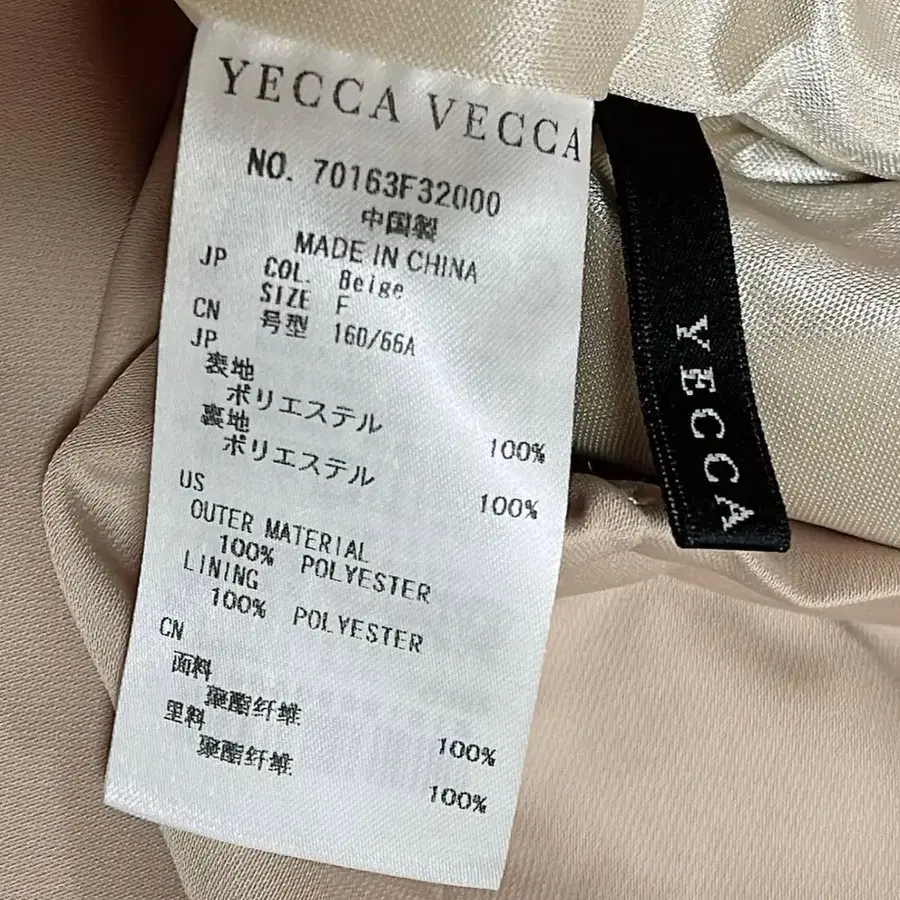 YECCA VECCA
NO. 70163F32000
中国製
MADE IN CHINA
JP COL. Beige
SIZE F
CN 号型 160/66A
JP
表地
ポリエステル 100%
裏地
ポリエステル 100%
US
OUTER MATERIAL
100% POLYESTER
LINING
100% POLYESTER
CN
面料
聚酯纤维 100%
里料
聚酯纤维 100%
YECCA